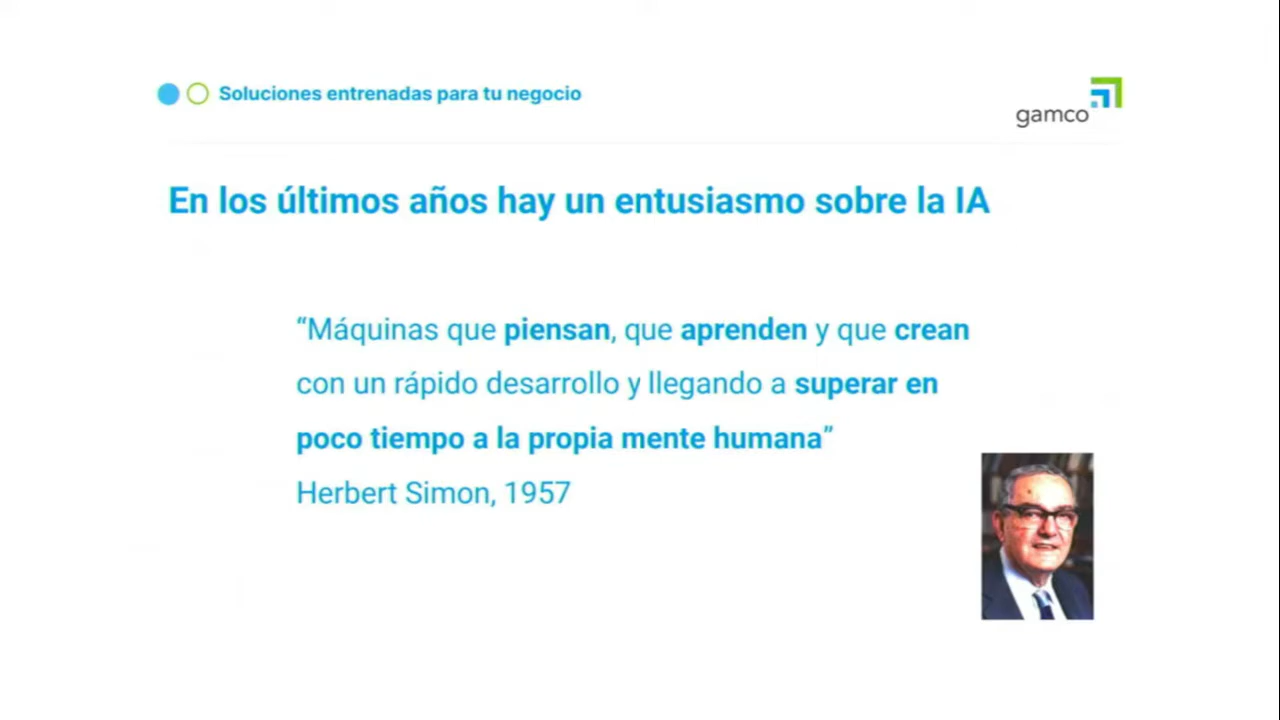 Soluciones entrenadas para tu negocio
gamco
En los últimos años hay un entusiasmo sobre la IA
“Máquinas que piensan, que aprenden y que crean
con un rápido desarrollo y llegando a superar en
poco tiempo a la propia mente humana”
Herbert Simon, 1957